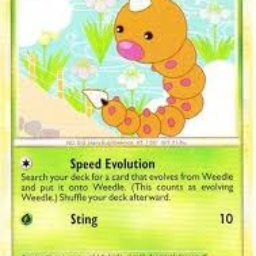 Speed Evolution
Search your deck for a card that evolves from Weedle
and put it onto Weedle. (This counts as evolving
Weedle.) Shuffle your deck afterward.
Sting 10